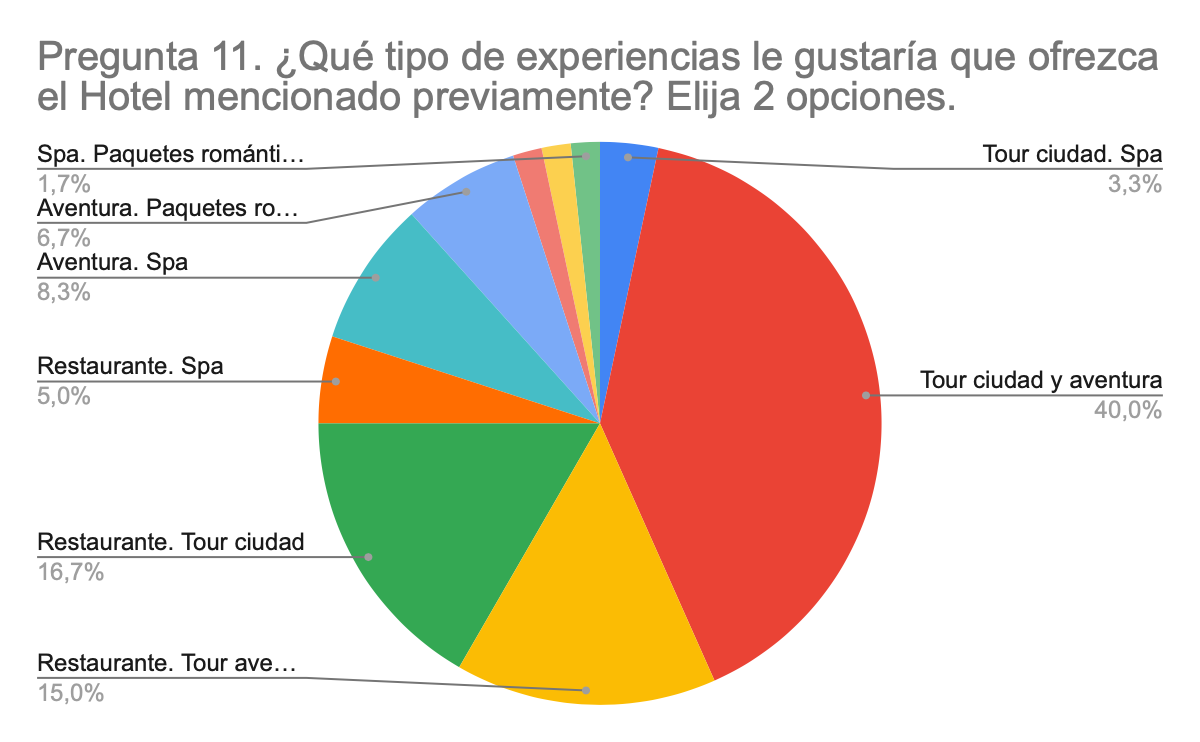 Pregunta 11. ¿Qué tipo de experiencias le gustaría que ofrezca
el Hotel mencionado previamente? Elija 2 opciones.
Spa. Paquetes románti…
1,7%
Aventura. Paquetes ro…
6,7%
Aventura. Spa
8,3%
Restaurante. Spa
5,0%
Restaurante. Tour ciudad
16,7%
Restaurante. Tour ave…
15,0%
Tour ciudad. Spa
3,3%
Tour ciudad y aventura
40,0%